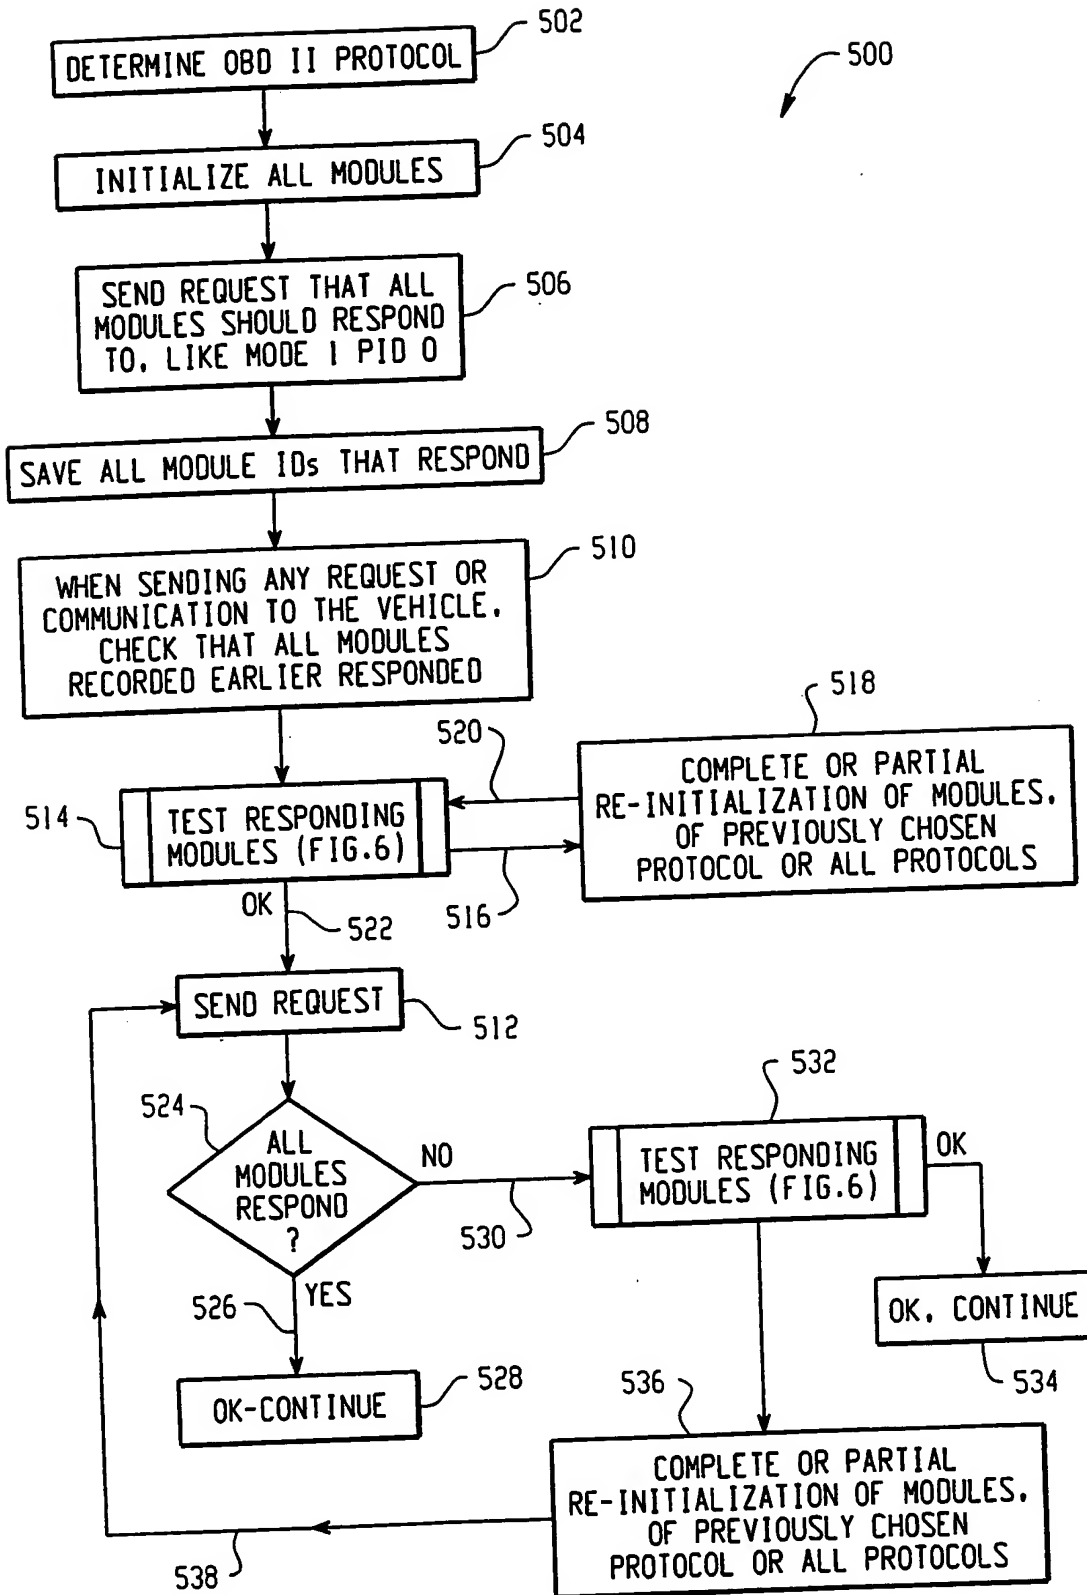 502
DETERMINE OBD II PROTOCOL
500
504
INITIALIZE ALL MODULES
506
SEND REQUEST THAT ALL
MODULES SHOULD RESPOND
TO, LIKE MODE 1 PID 0
508
SAVE ALL MODULE IDs THAT RESPOND
510
WHEN SENDING ANY REQUEST OR
COMMUNICATION TO THE VEHICLE,
CHECK THAT ALL MODULES
RECORDED EARLIER RESPONDED
518
520
COMPLETE OR PARTIAL
RE-INITIALIZATION OF MODULES,
OF PREVIOUSLY CHOSEN
PROTOCOL OR ALL PROTOCOLS
514
TEST RESPONDING
MODULES (FIG.6)
516
OK
522
SEND REQUEST
512
524
ALL
MODULES
RESPOND
?
NO
530
532
TEST RESPONDING
MODULES (FIG.6)
OK
YES
526
OK, CONTINUE
534
OK-CONTINUE
528
536
COMPLETE OR PARTIAL
RE-INITIALIZATION OF MODULES,
OF PREVIOUSLY CHOSEN
PROTOCOL OR ALL PROTOCOLS
538